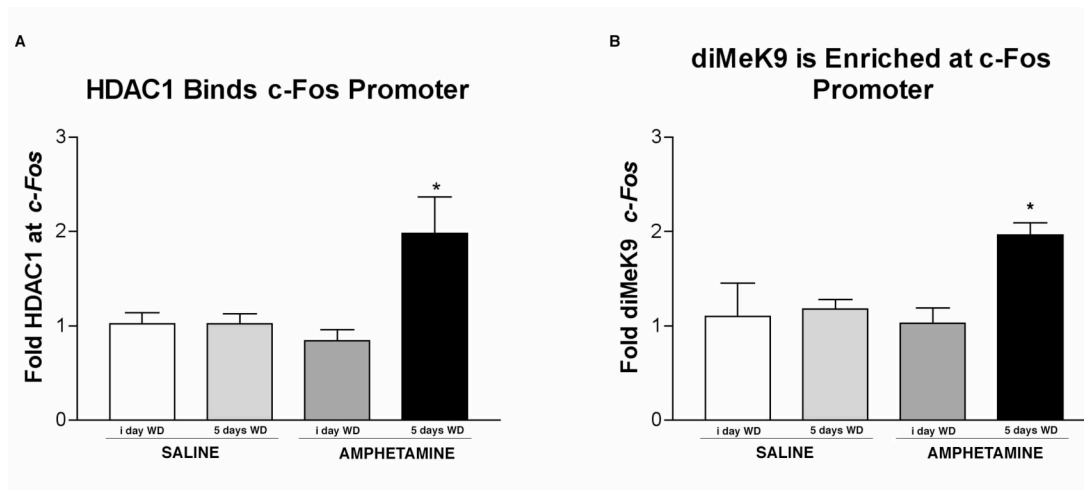 A
HDAC1 Binds c-Fos Promoter
Fold HDAC1 at c-Fos
3
2
1
0
*
i day WD
5 days WD
i day WD
5 days WD
SALINE
AMPHETAMINE
B
diMeK9 is Enriched at c-Fos
Promoter
Fold diMeK9 c-Fos
3
2
1
0
*
i day WD
5 days WD
i day WD
5 days WD
SALINE
AMPHETAMINE